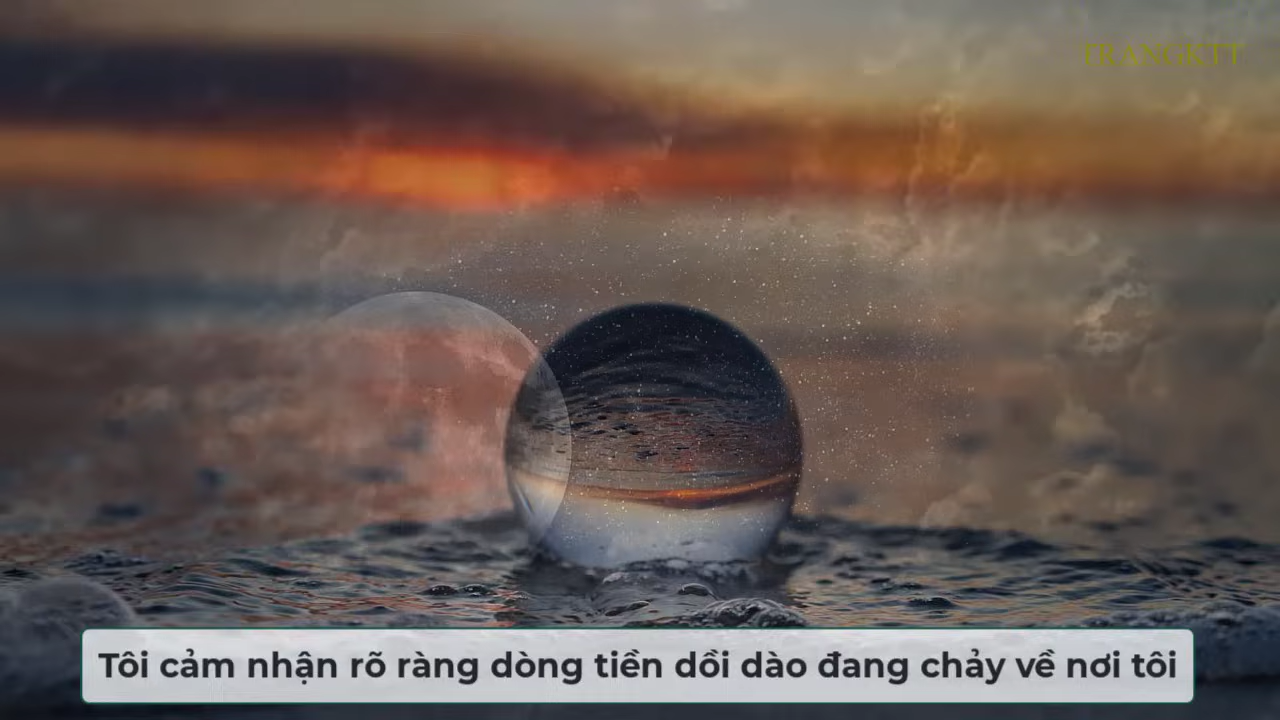 TRANGKTT
Tôi cảm nhận rõ ràng dòng tiền dồi dào đang chảy về nơi tôi